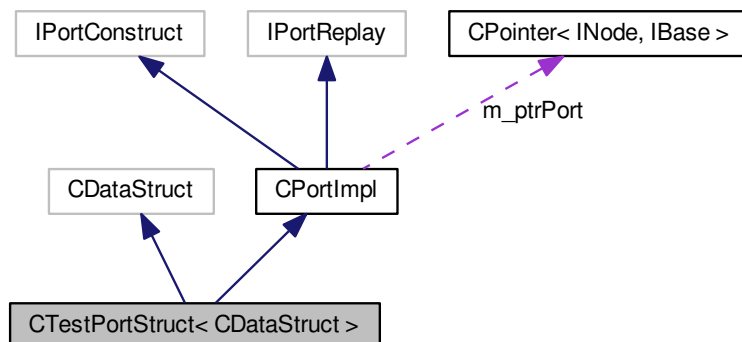 IPortConstruct
IPortReplay
CPointer< INode, IBase >
m_ptrPort
CDataStruct
CPortImpl
CTestPortStruct< CDataStruct >